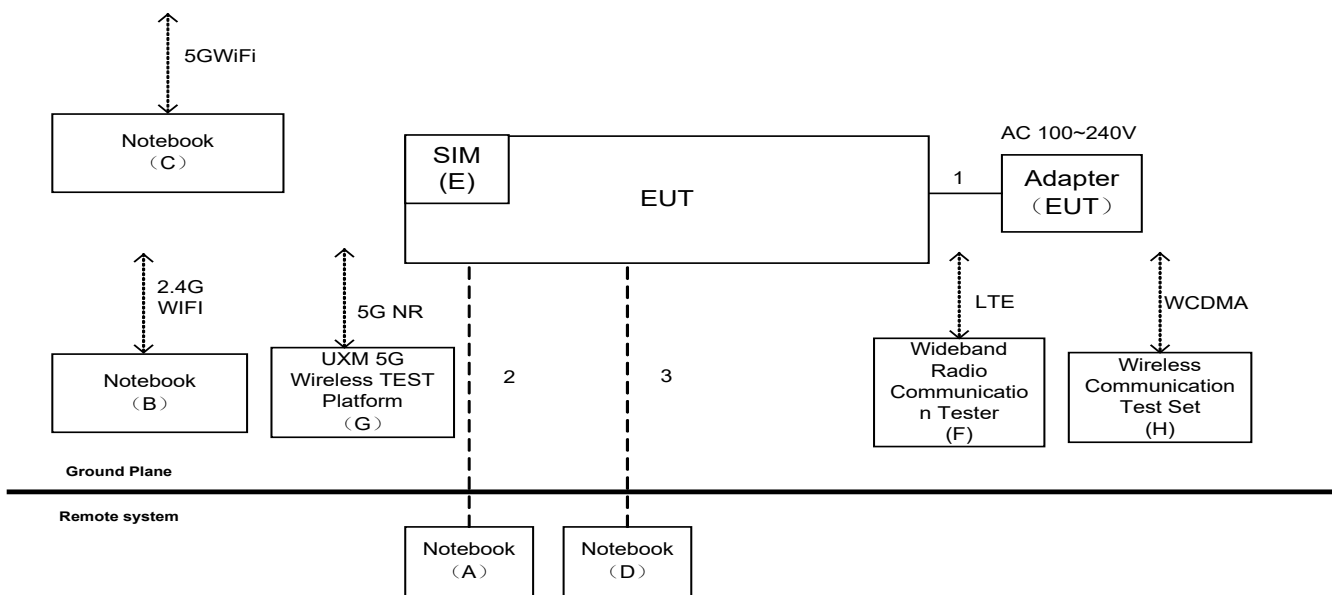 5GWiFi
Notebook
（C）
SIM
(E)
EUT
1
AC 100~240V
Adapter
（EUT）
2.4G
WIFI
5G NR
LTE
WCDMA
Notebook
（B）
UXM 5G
Wireless TEST
Platform
（G）
2
3
Wideband
Radio
Communicatio
n Tester
(F)
Wireless
Communication
Test Set
(H)
Ground Plane
Remote system
Notebook
（A）
Notebook
（D）